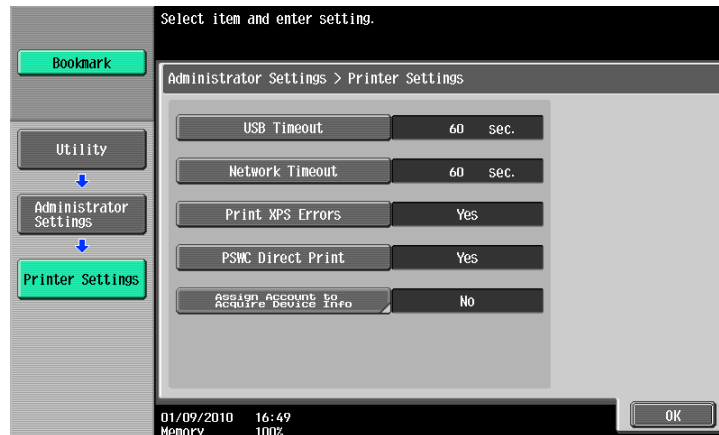 Select item and enter setting.
Bookmark
Administrator Settings > Printer Settings
Utility
Administrator
Settings
Printer Settings
USB Timeout 60 sec.
Network Timeout 60 sec.
Print XPS Errors Yes
PSWC Direct Print Yes
Assign Account to
Acquire Device Info No
01/09/2010 16:49
Memory 100%
OK